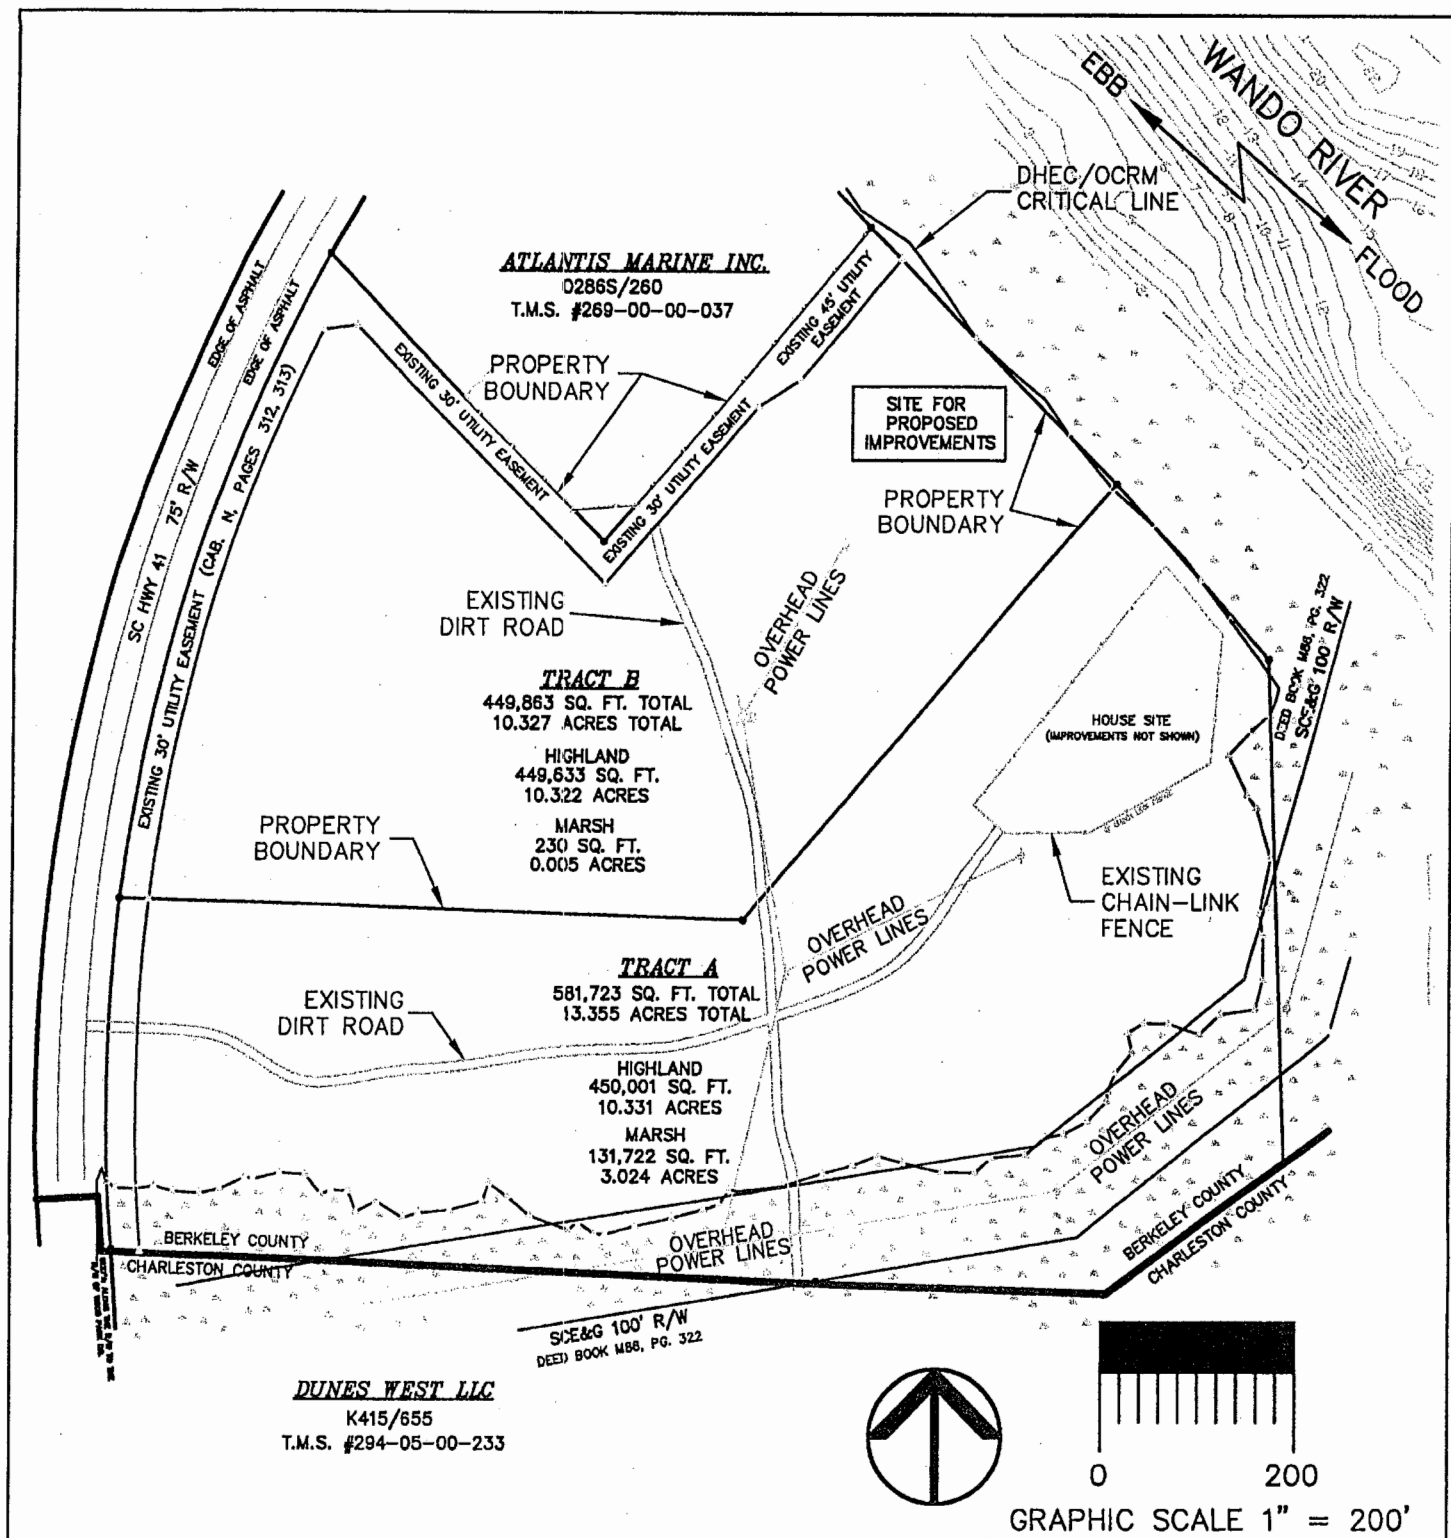 WANDO RIVER
EBB
FLOOD
DHEC/OCRM
CRITICAL LINE
ATLANTIS MARINE INC.
0286S/260
T.M.S. #269-00-00-037
EDGE OF ASPHALT
EDGE OF ASPHALT
SC HWY 41 75' R/W
EXISTING 30' UTILITY EASEMENT (CAB. N, PAGES 312, 313)
PROPERTY
BOUNDARY
EXISTING 30' UTILITY EASEMENT
EXISTING 30' UTILITY EASEMENT
EXISTING 45' UTILITY
EASEMENT
SITE FOR
PROPOSED
IMPROVEMENTS
PROPERTY
BOUNDARY
EXISTING
DIRT ROAD
OVERHEAD
POWER LINES
TRACT B
449,863 SQ. FT. TOTAL
10.327 ACRES TOTAL
HIGHLAND
449,633 SQ. FT.
10.322 ACRES
MARSH
230 SQ. FT.
0.005 ACRES
HOUSE SITE
(IMPROVEMENTS NOT SHOWN)
DEED BOOK M88, PG. 322
SCE&G 100' R/W
PROPERTY
BOUNDARY
EXISTING
CHAIN-LINK
FENCE
OVERHEAD
POWER LINES
TRACT A
581,723 SQ. FT. TOTAL
13.355 ACRES TOTAL
EXISTING
DIRT ROAD
HIGHLAND
450,001 SQ. FT.
10.331 ACRES
MARSH
131,722 SQ. FT.
3.024 ACRES
OVERHEAD
POWER LINES
BERKELEY COUNTY
CHARLESTON COUNTY
OVERHEAD
POWER LINES
BERKELEY COUNTY
CHARLESTON COUNTY
SCE&G 100' R/W
DEED BOOK M88, PG. 322
DUNES WEST LLC
K415/655
T.M.S. #294-05-00-233
0
200
GRAPHIC SCALE 1" = 200'